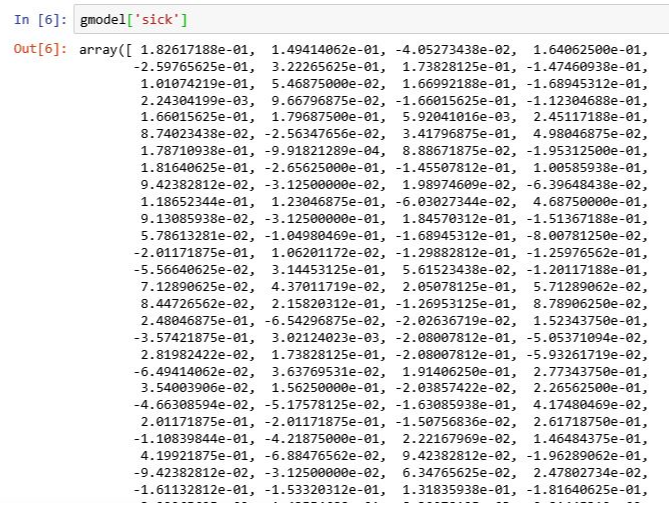 In [6]: gmodel['sick']
Out[6]: array([ 1.82617188e-01, 1.49414062e-01, -4.05273438e-02, 1.64062500e-01,
-2.59765625e-01, 3.22265625e-01, 1.73828125e-01, -1.47460938e-01,
1.01074219e-01, 5.46875000e-02, 1.66992188e-01, -1.68945312e-01,
2.24304199e-03, 9.66796875e-02, -1.66015625e-01, -1.12304688e-01,
1.66015625e-01, 1.79687500e-01, 5.92041016e-03, 2.45117188e-01,
8.74023438e-02, -2.56347656e-02, 3.41796875e-01, 4.98046875e-02,
1.78710938e-01, -9.91821289e-04, 8.88671875e-02, -1.95312500e-01,
1.81640625e-01, -2.65625000e-01, -1.45507812e-01, 1.00585938e-01,
9.42382812e-02, -3.12500000e-02, 1.98974609e-02, -6.39648438e-02,
1.18652344e-01, 1.23046875e-01, -6.03027344e-02, 4.68750000e-01,
9.13085938e-02, -3.12500000e-01, 1.84570312e-01, -1.51367188e-01,
5.78613281e-02, -1.04980469e-01, -1.68945312e-01, -8.00781250e-02,
-2.01171875e-01, 1.06201172e-02, -1.29882812e-01, -1.25976562e-01,
-5.56640625e-02, 3.14453125e-01, 5.61523438e-02, -1.20117188e-01,
7.12890625e-02, 4.37011719e-02, 2.05078125e-01, 5.71289062e-02,
8.44726562e-02, 2.15820312e-01, -1.26953125e-01, 8.78906250e-02,
2.48046875e-01, -6.54296875e-02, -2.02636719e-02, 1.52343750e-01,
-3.57421875e-01, 3.02124023e-03, -2.08007812e-01, -5.05371094e-02,
2.81982422e-02, 1.73828125e-01, -2.08007812e-01, -5.93261719e-02,
-6.49414062e-02, 3.63769531e-02, 1.91406250e-01, 2.77343750e-01,
3.54003906e-02, 1.56250000e-01, -2.03857422e-02, 2.26562500e-01,
-4.66308594e-02, -5.17578125e-02, -1.63085938e-01, 4.17480469e-02,
2.01171875e-01, -2.01171875e-01, -1.50756836e-02, 2.61718750e-01,
-1.10839844e-01, -4.21875000e-01, 2.22167969e-02, 1.46484375e-01,
4.19921875e-01, -6.88476562e-02, 9.42382812e-02, -1.96289062e-01,
-9.42382812e-02, -3.12500000e-02, 6.34765625e-02, 2.47802734e-02,
-1.61132812e-01, -1.53320312e-01, 1.31835938e-01, -1.81640625e-01,